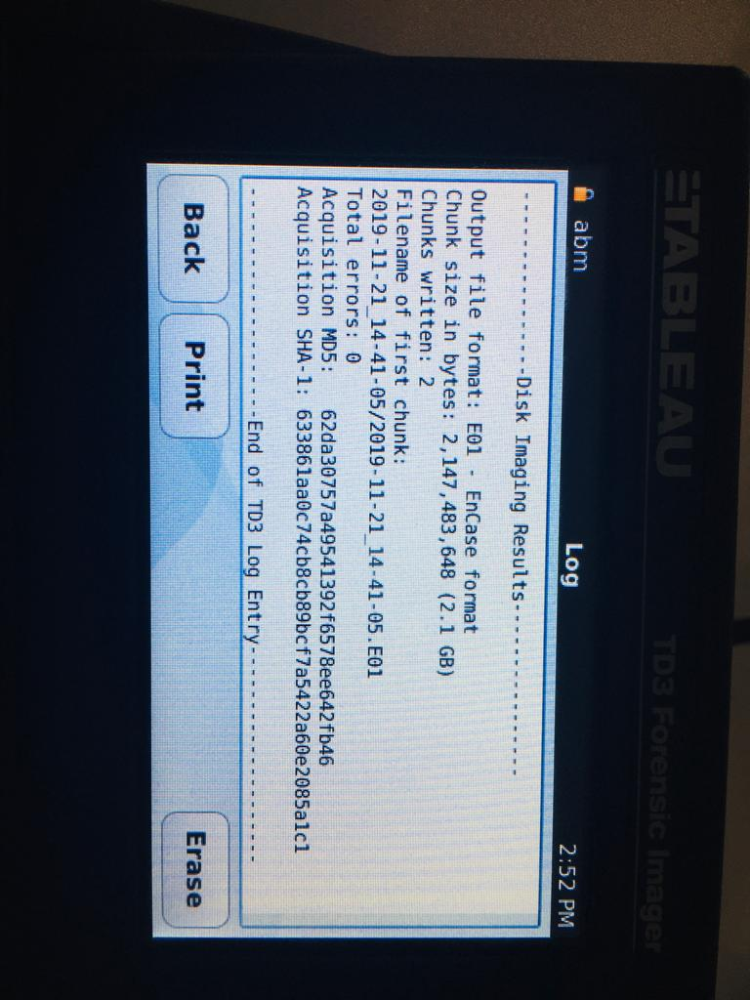 TABLEAU
TD3 Forensic Imager
abm
Log
2:52 PM
----------------Disk Imaging Results----------------
Output file format: E01 - EnCase format
Chunk size in bytes: 2,147,483,648 (2.1 GB)
Chunks written: 2
Filename of first chunk:
2019-11-21_14-41-05/2019-11-21_14-41-05.E01
Total errors: 0
Acquisition MD5: 62da30757a49541392f6578ee642fb46
Acquisition SHA-1: 633861aa0c74cb8cb89bcf7a5422a60e2085a1c1
--------------------End of TD3 Log Entry--------------------
Back
Print
Erase